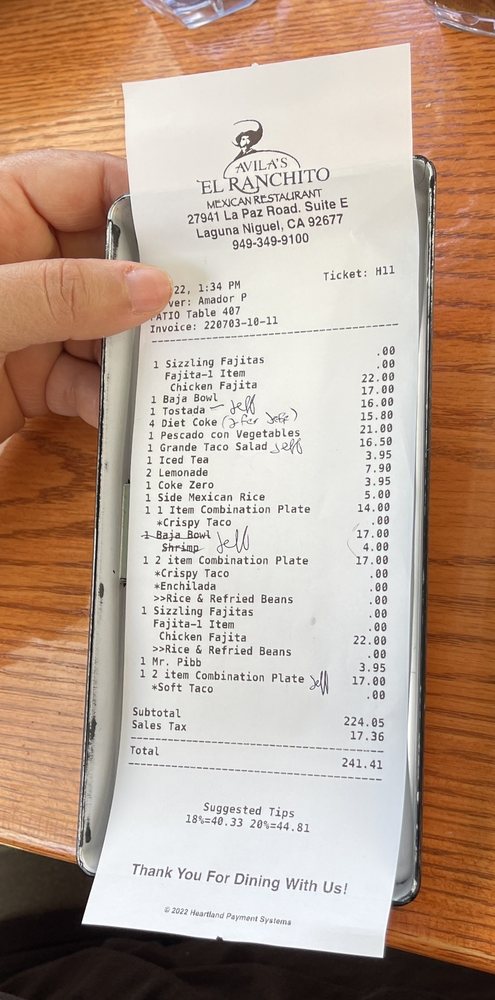 AVILA'S
EL RANCHITO
MEXICAN RESTAURANT
27941 La Paz Road. Suite E
Laguna Niguel, CA 92677
949-349-9100
22, 1:34 PM Ticket: H11
ver: Amador P
PATIO Table 407
Invoice: 220703-10-11
1 Sizzling Fajitas .00
Fajita-1 Item .00
Chicken Fajita 22.00
1 Baja Bowl 17.00
1 Tostada - Jeff 16.00
4 Diet Coke (2 for Jeff) 15.80
1 Pescado con Vegetables 21.00
1 Grande Taco Salad Jeff 16.50
1 Iced Tea 3.95
2 Lemonade 7.90
1 Coke Zero 3.95
1 Side Mexican Rice 5.00
1 1 Item Combination Plate 14.00
*Crispy Taco .00
1 Baja Bowl 17.00
Shrimp Jeff 4.00
1 2 item Combination Plate 17.00
*Crispy Taco .00
*Enchilada .00
>>Rice & Refried Beans .00
1 Sizzling Fajitas .00
Fajita-1 Item .00
Chicken Fajita 22.00
>>Rice & Refried Beans .00
1 Mr. Pibb 3.95
1 2 item Combination Plate Jeff 17.00
*Soft Taco .00
Subtotal 224.05
Sales Tax 17.36
Total 241.41
Suggested Tips
18%=40.33 20%=44.81
Thank You For Dining With Us!
© 2022 Heartland Payment Systems